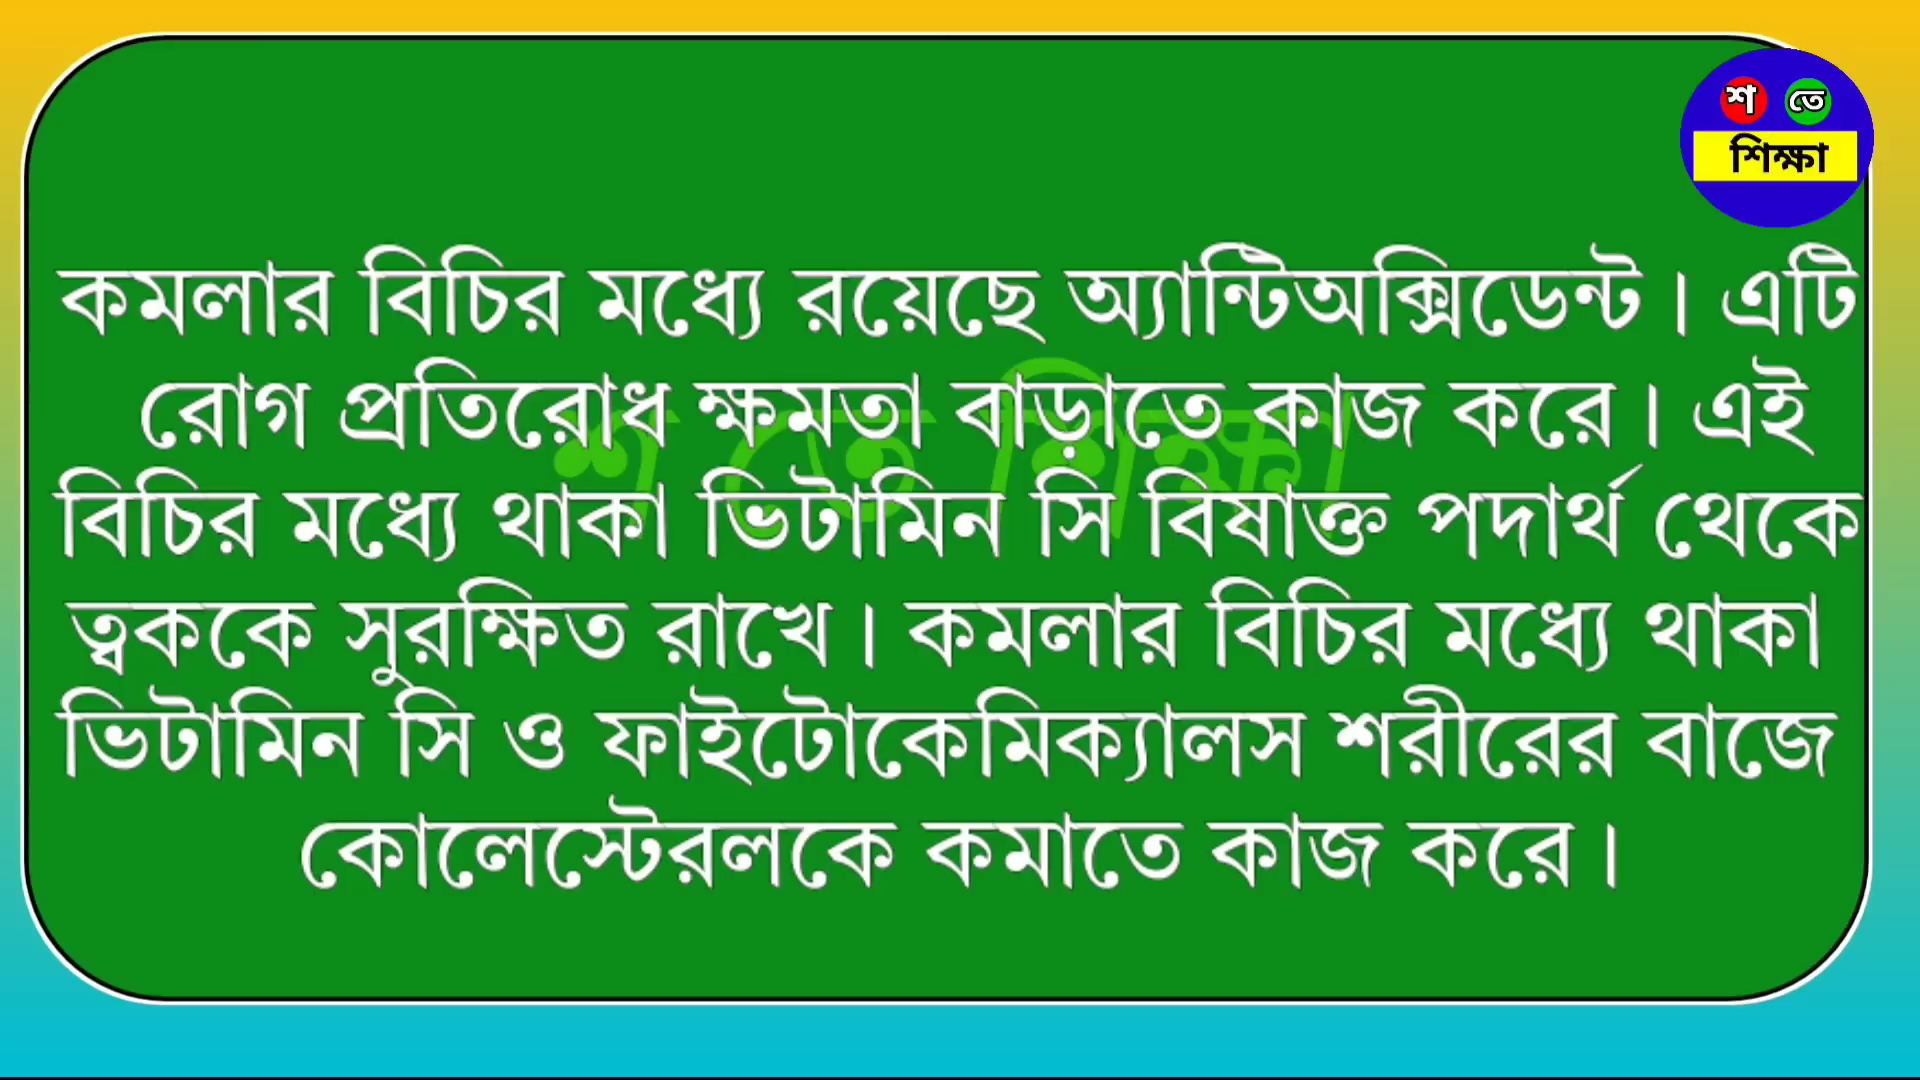 শ তে
শিক্ষা
কমলার বিচির মধ্যে রয়েছে অ্যান্টিঅক্সিডেন্ট। এটি
রোগ প্রতিরোধ ক্ষমতা বাড়াতে কাজ করে। এই
বিচির মধ্যে থাকা ভিটামিন সি বিষাক্ত পদার্থ থেকে
ত্বককে সুরক্ষিত রাখে। কমলার বিচির মধ্যে থাকা
ভিটামিন সি ও ফাইটোকেমিক্যালস শরীরের বাজে
কোলেস্টেরলকে কমাতে কাজ করে।
শ তে শিক্ষা